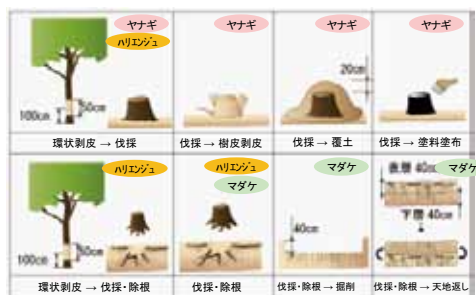 ヤナギ
ハリエンジュ
50cm
100cm
環状剥皮 → 伐採
ヤナギ
伐採 → 樹皮剥皮
ヤナギ
20cm
伐採 → 覆土
ヤナギ
伐採 → 塗料塗布
ハリエンジュ
50cm
100cm
環状剥皮 → 伐採・除根
ハリエンジュ
マダケ
伐採・除根
マダケ
40cm
伐採・除根 → 掘削
マダケ
表層 40cm
下層 40cm
伐採・除根 → 天地返し